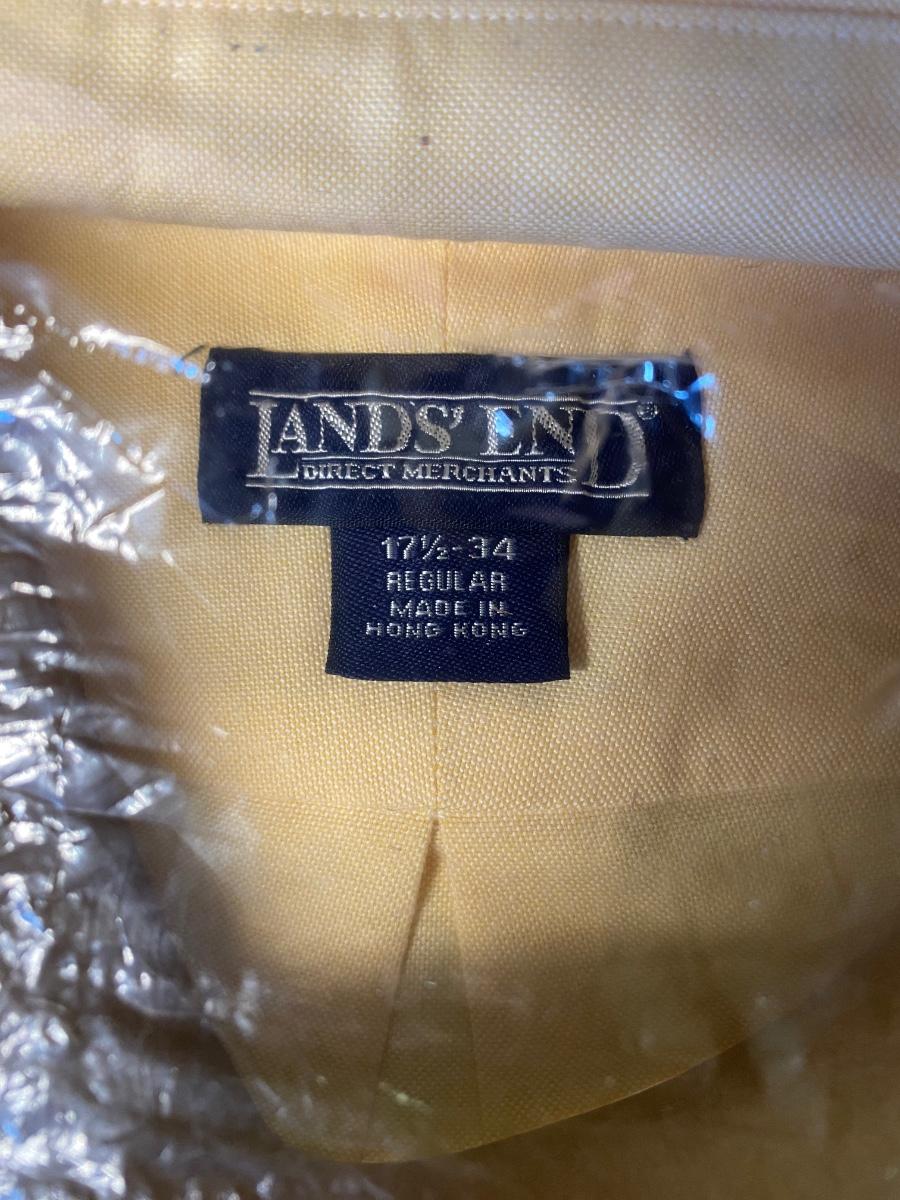 LANDS' END®
DIRECT MERCHANTS
17½-34
REGULAR
MADE IN
HONG KONG